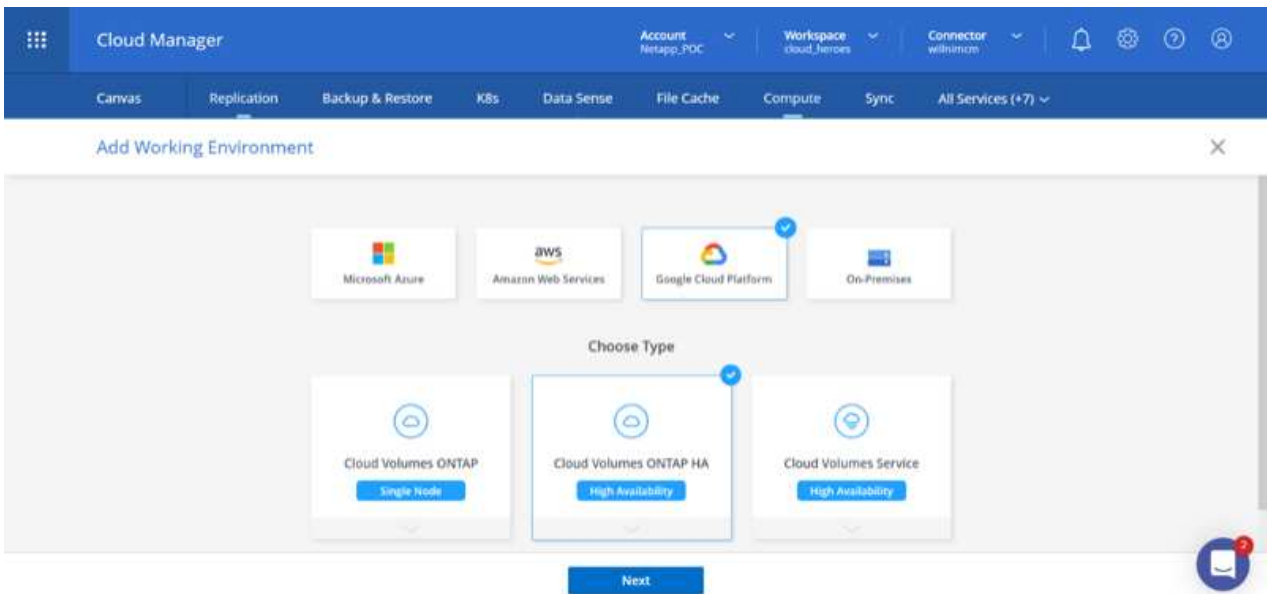 Cloud Manager
Account
Netapp_POC
Workspace
cloud_heroes
Connector
willnimcm
Canvas Replication Backup & Restore K8s Data Sense File Cache Compute Sync All Services (+7)
Add Working Environment
Microsoft Azure
aws
Amazon Web Services
Google Cloud Platform
On-Premises
Choose Type
Cloud Volumes ONTAP
Single Node
Cloud Volumes ONTAP HA
High Availability
Cloud Volumes Service
High Availability
Next
2